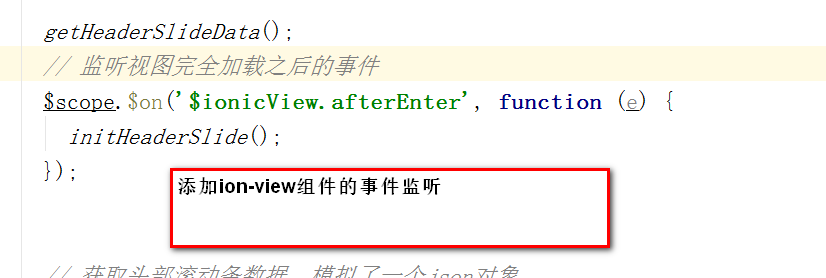 getHeaderSlideData();
// 监听视图完全加载之后的事件
$scope.$on('$ionicView.afterEnter', function (e) {
initHeaderSlide();
});
添加ion-view组件的事件监听
// 获取头部滚动条数据，模拟了一个json对象